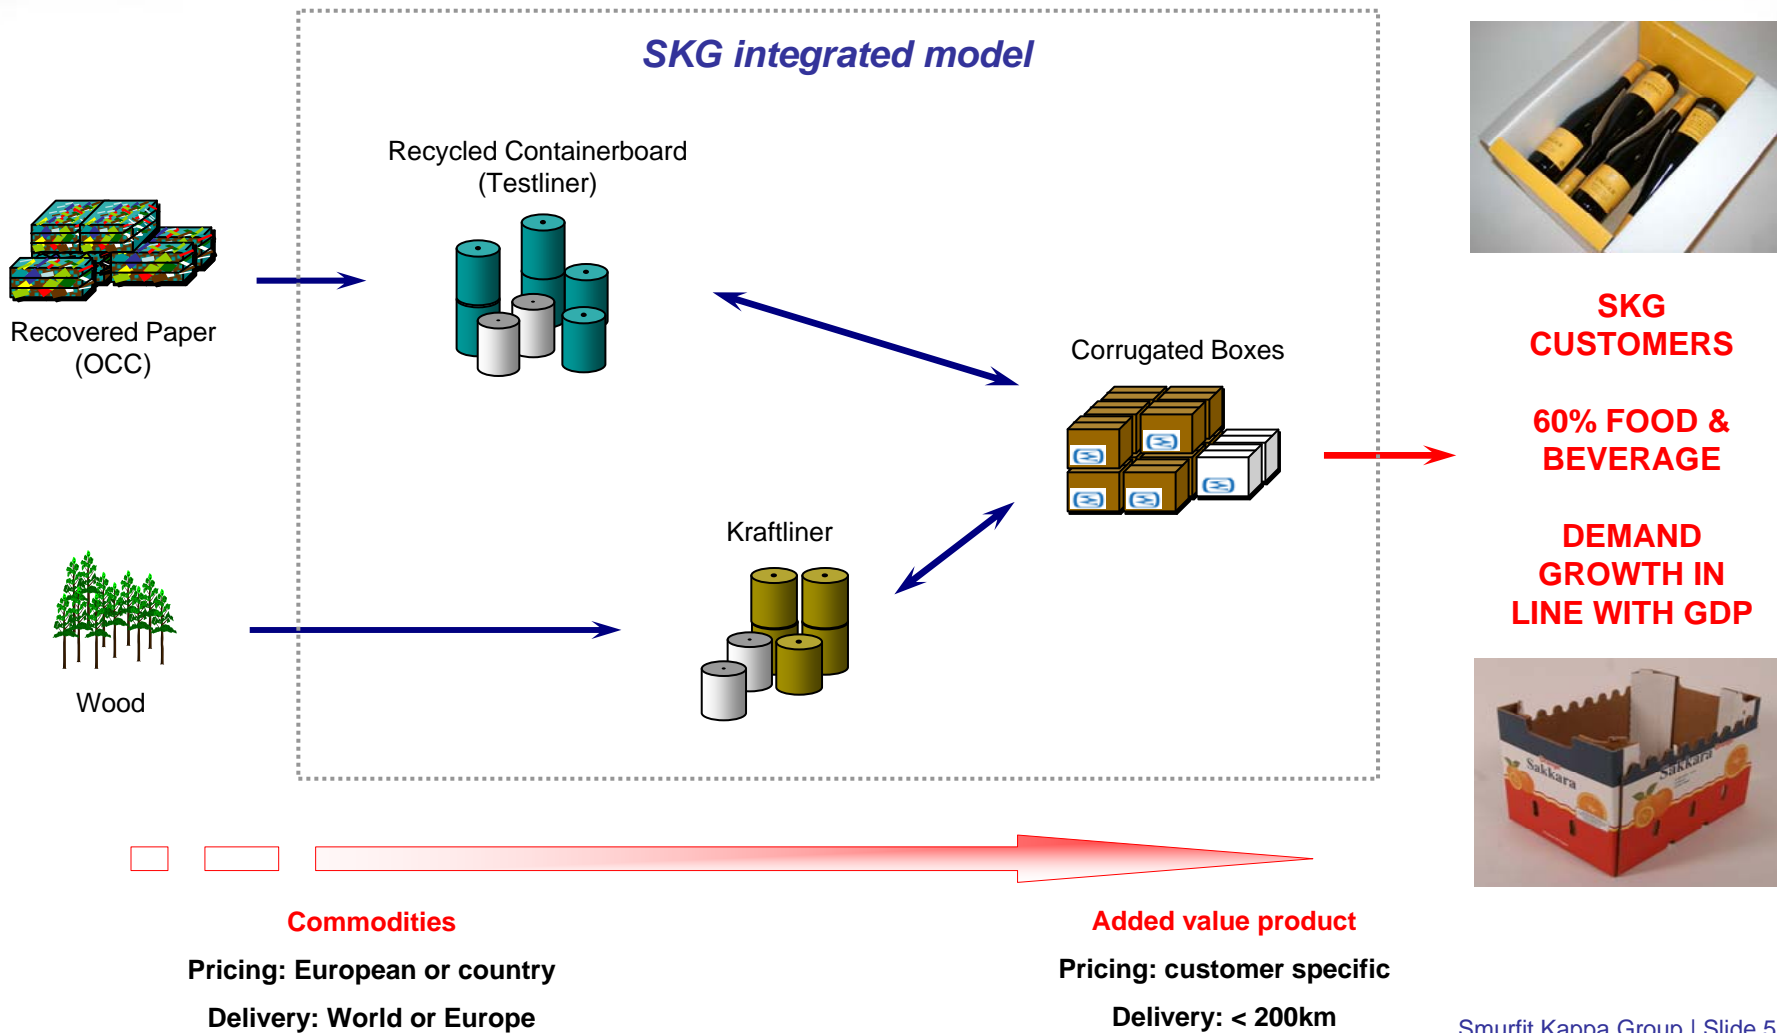 SKG integrated model
Recycled Containerboard
(Testliner)
Recovered Paper
(OCC)
Corrugated Boxes
Kraftliner
Wood
SKG
CUSTOMERS
60% FOOD &
BEVERAGE
DEMAND
GROWTH IN
LINE WITH GDP
Sakkara
Sakkara
Commodities
Pricing: European or country
Delivery: World or Europe
Added value product
Pricing: customer specific
Delivery: < 200km
Smurfit Kappa Group | Slide 5